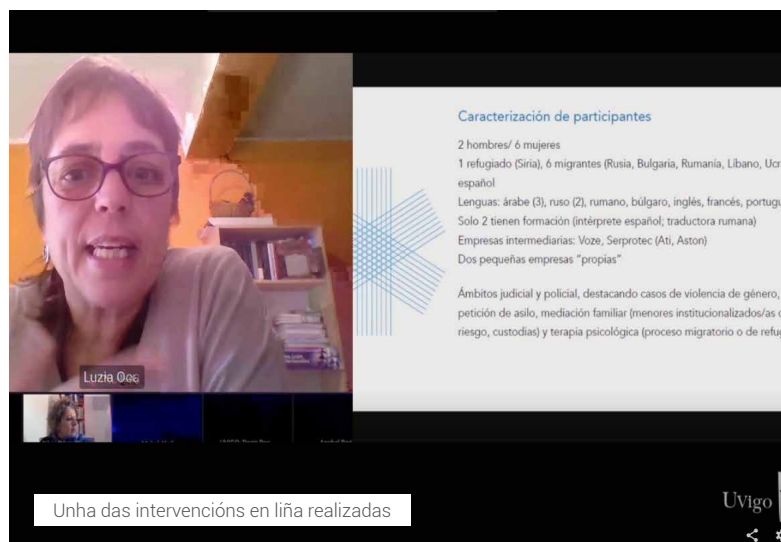 Caracterización de participantes
2 hombres/ 6 mujeres
1 refugiado (Siria), 6 migrantes (Rusia, Bulgaria, Rumanía, Líbano, Ucr
español
Lenguas: árabe (3), ruso (2), rumano, búlgaro, inglés, francés, portugu
Solo 2 tienen formación (intérprete español; traductora rumana)
Empresas intermediarias: Voze, Serprotec (Ati, Aston)
Dos pequeñas empresas “propias”
Ámbitos judicial y policial, destacando casos de violencia de género,
petición de asilo, mediación familiar (menores institucionalizados/as
riesgo, custodias) y terapia psicológica (proceso migratorio o de refug
Luzia Oca
Unha das intervencións en liña realizadas
UVigo